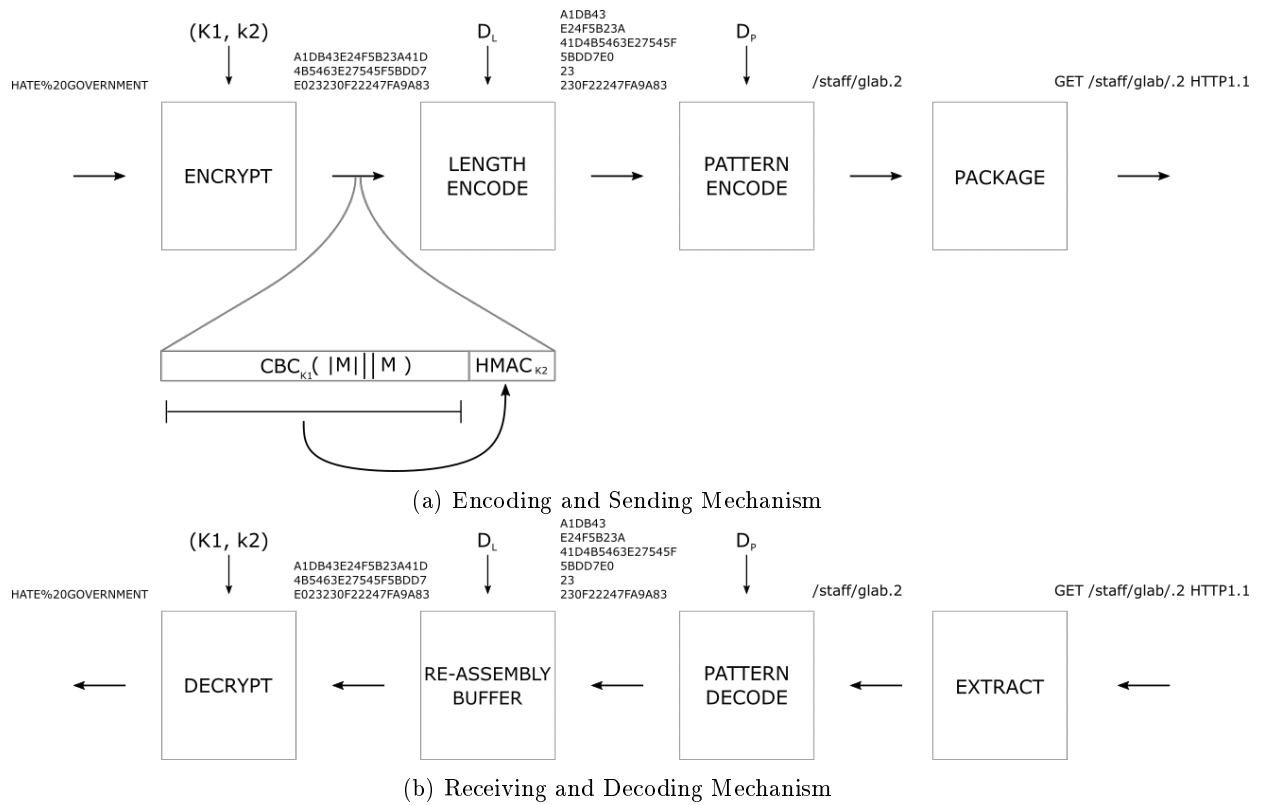 (K1, k2)
HATE%20GOVERNMENT
ENCRYPT
A1DB43E24F5B23A41D
4B5463E27545F5BDD7
E023230F22247FA9A83
D_L
LENGTH
ENCODE
A1DB43
E24F5B23A
41D4B5463E27545F
5BDD7E0
23
230F22247FA9A83
D_P
PATTERN
ENCODE
/staff/glab.2
PACKAGE
GET /staff/glab/.2 HTTP1.1
CBC_K1( |M|||M ) HMAC_K2
(a) Encoding and Sending Mechanism
(K1, k2)
HATE%20GOVERNMENT
DECRYPT
A1DB43E24F5B23A41D
4B5463E27545F5BDD7
E023230F22247FA9A83
D_L
RE-ASSEMBLY
BUFFER
A1DB43
E24F5B23A
41D4B5463E27545F
5BDD7E0
23
230F22247FA9A83
D_P
PATTERN
DECODE
/staff/glab.2
EXTRACT
GET /staff/glab/.2 HTTP1.1
(b) Receiving and Decoding Mechanism